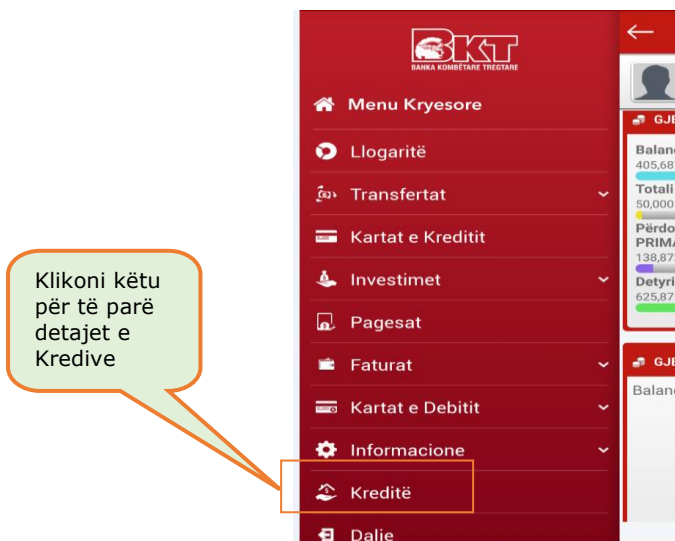 BKT
BANKA KOMBËTARE TREGTARE
Menu Kryesore
Llogaritë
Transfertat
Kartat e Kreditit
Investimet
Pagesat
Faturat
Kartat e Debitit
Informacione
Kreditë
Dalje
Klikoni këtu
për të parë
detajet e
Kredive
GJE
Balan
405,68
Totali
50,000
Përdo
PRIMA
138,87
Detyri
625,87
GJE
Balan